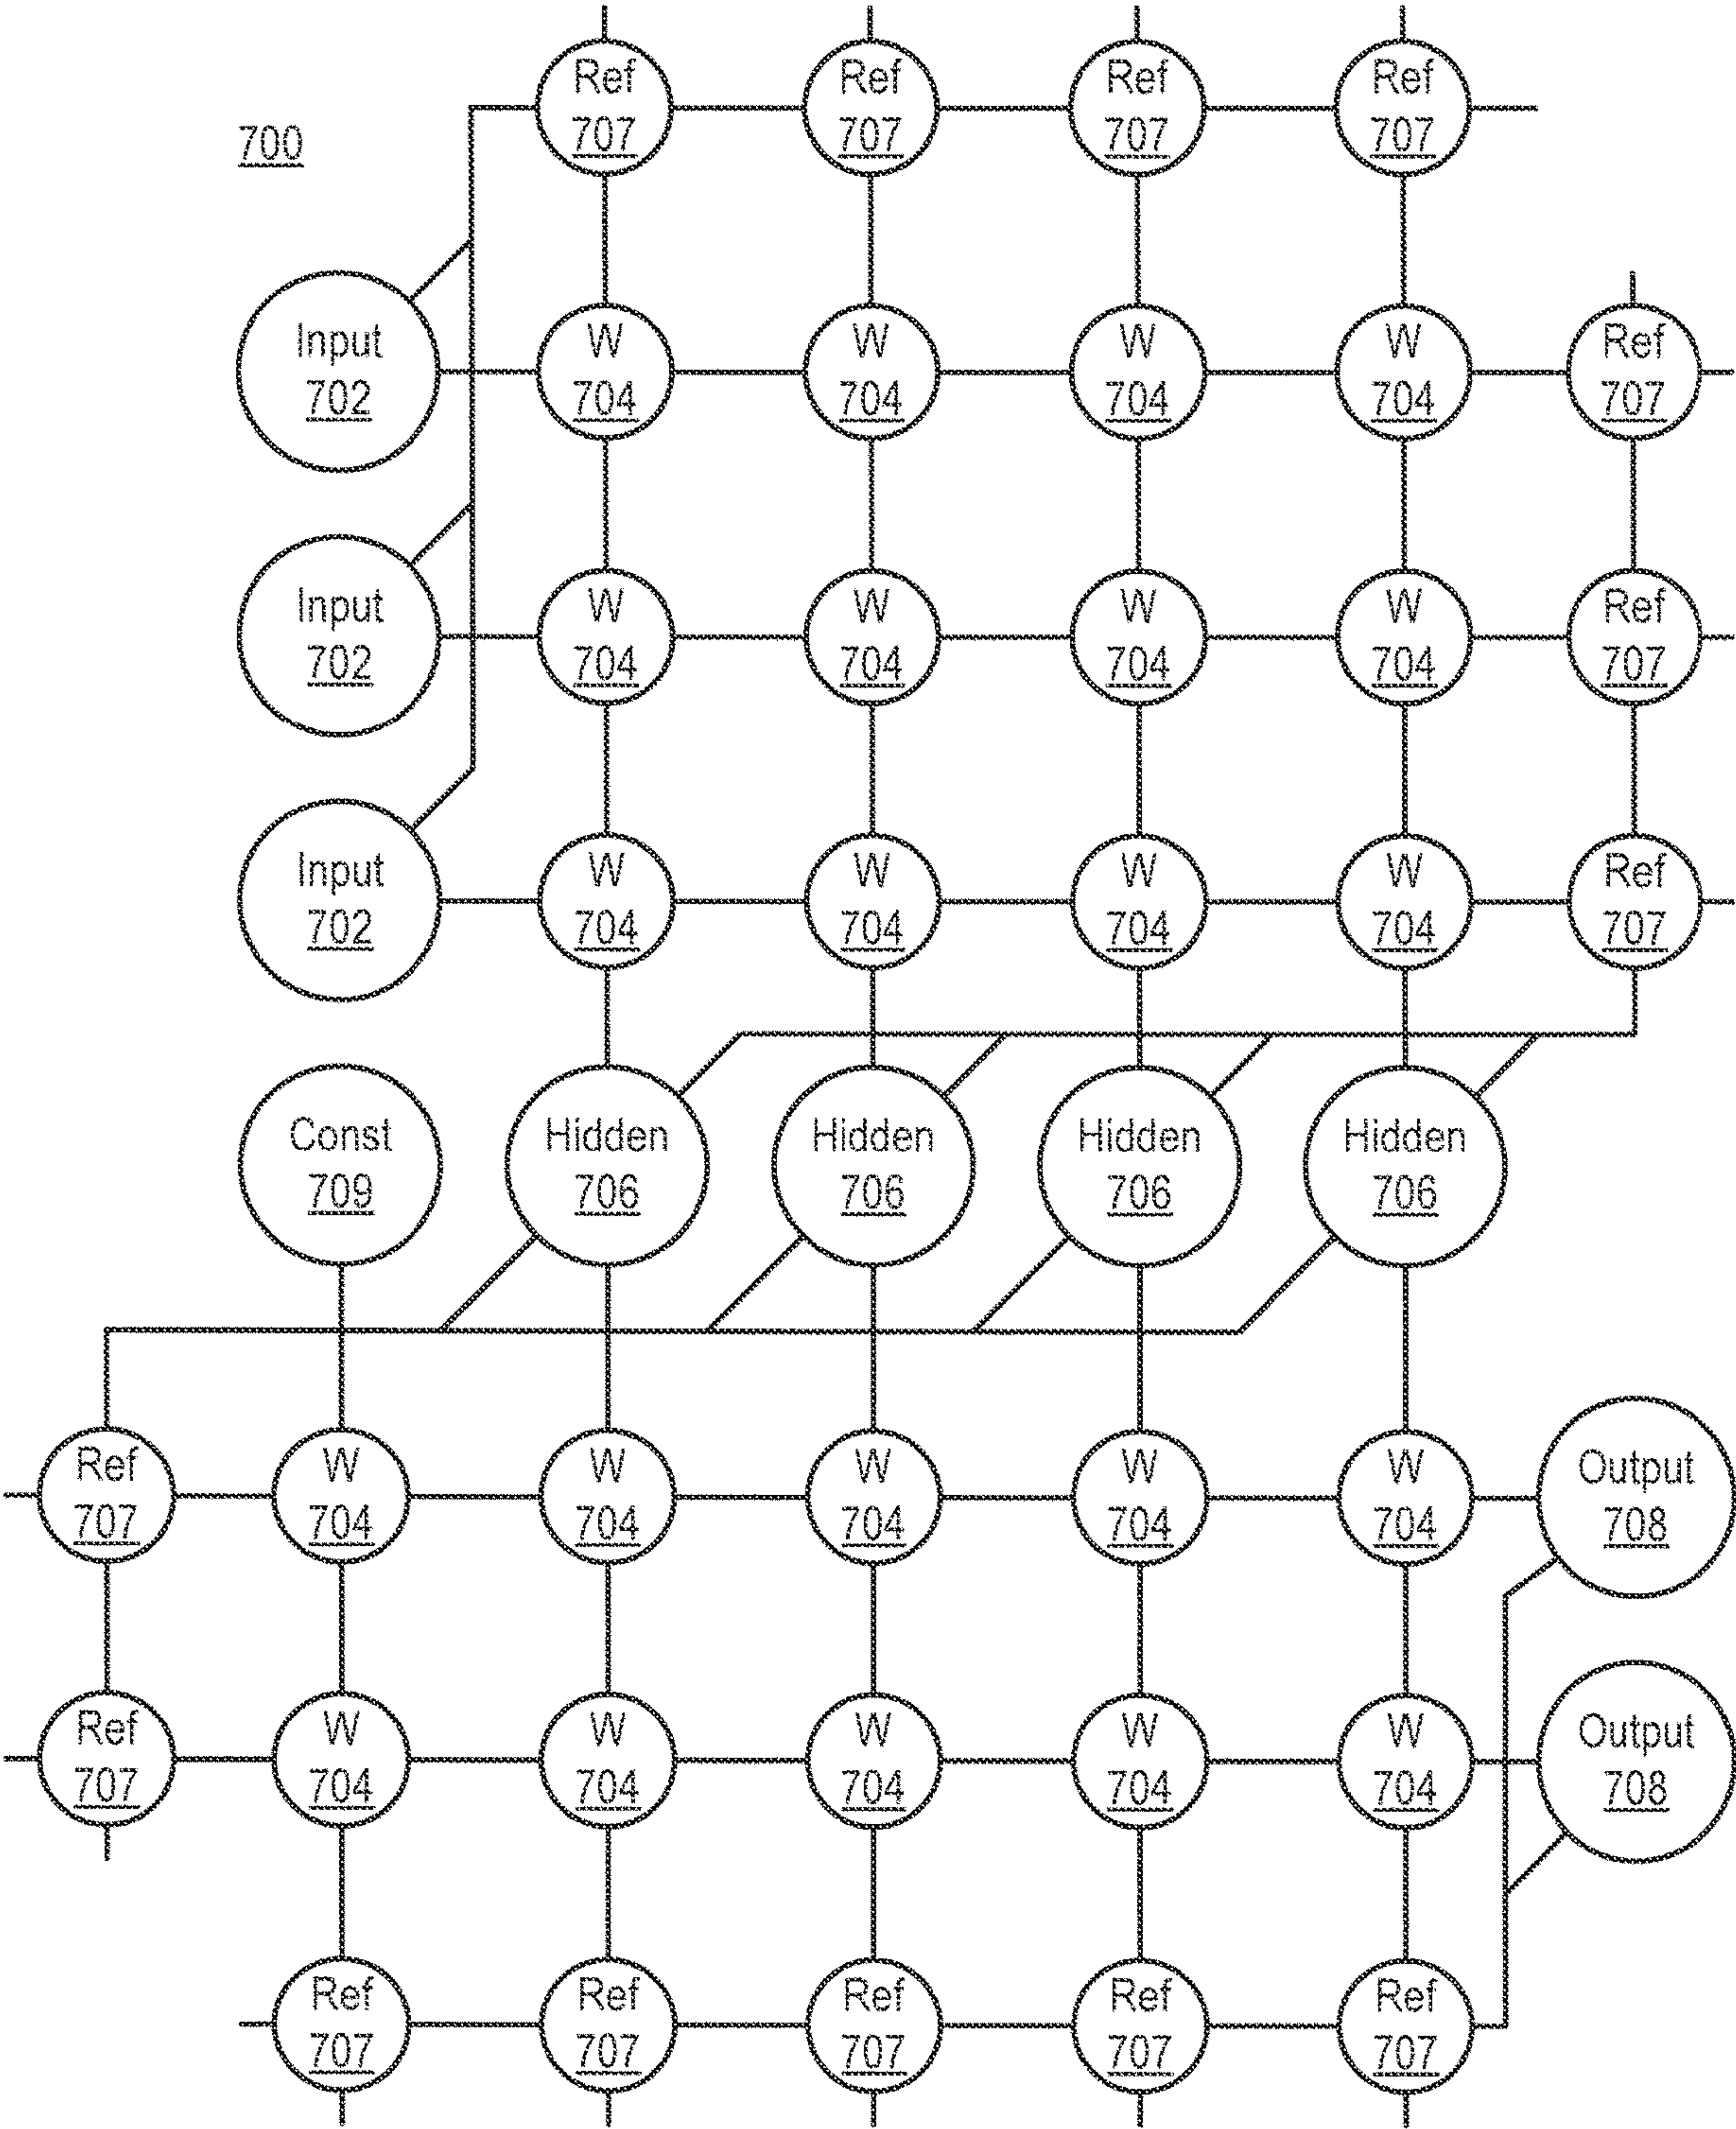 Ref Ref Ref Ref
700 707 707 707 707
Input W W W W Ref
702 704 704 704 704 707
Input W W W W Ref
702 704 704 704 704 707
Input W W W W Ref
702 704 704 704 704 707
Const Hidden Hidden Hidden Hidden
709 706 706 706 706
Ref W W W W W Output
707 704 704 704 704 704 708
Ref W W W W W Output
707 704 704 704 704 704 708
Ref Ref Ref Ref Ref
707 707 707 707 707